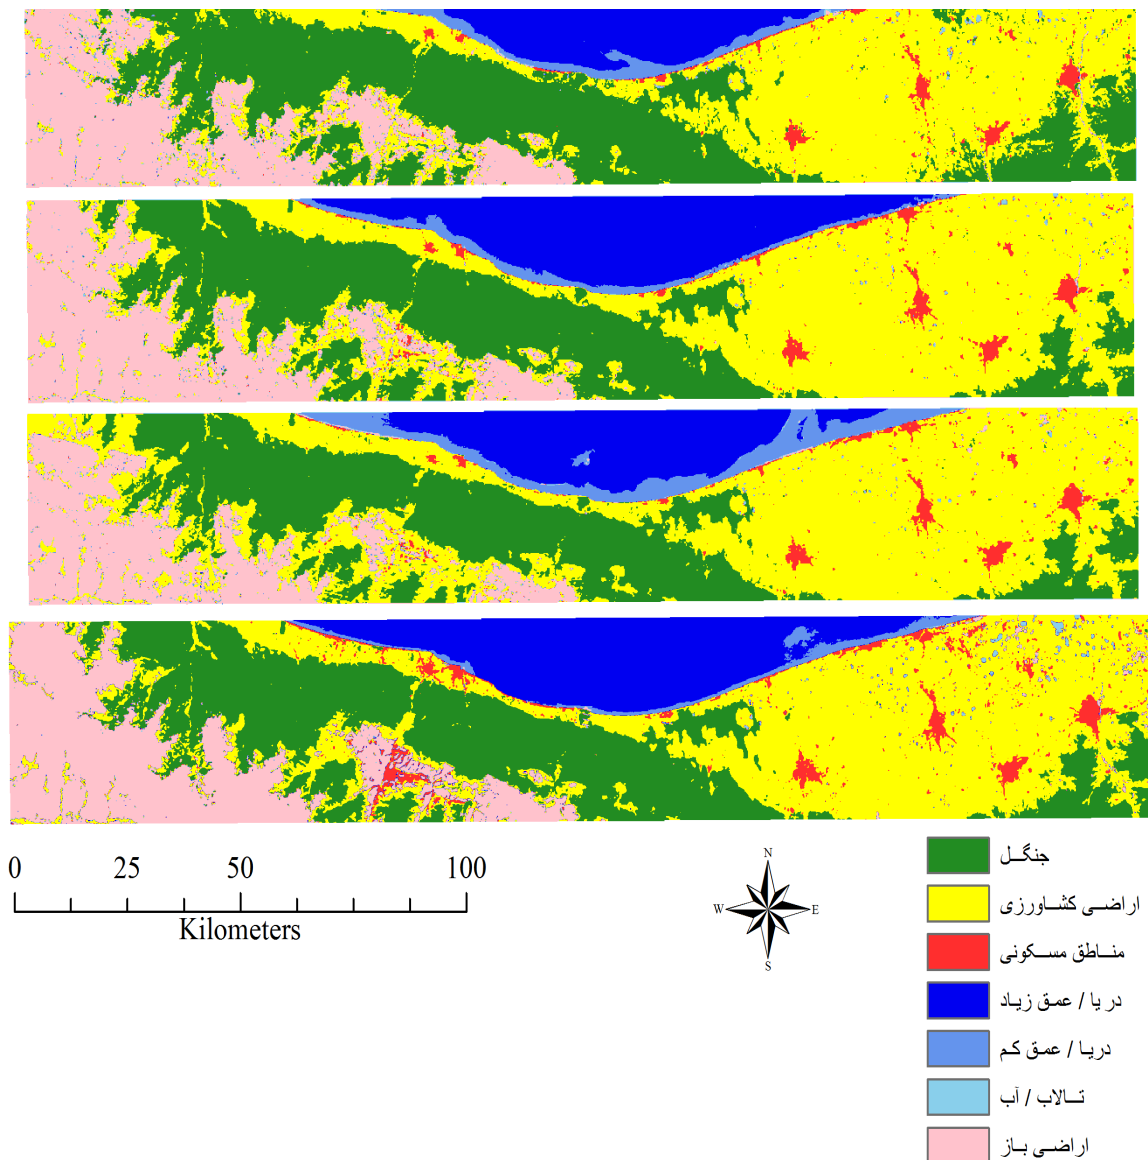 0 25 50 100
Kilometers
N
W E
S
جنگل
اراضی کشاورزی
مناطق مسکونی
دریا / عمق زیاد
دریا / عمق کم
تالاب / آب
اراضی باز